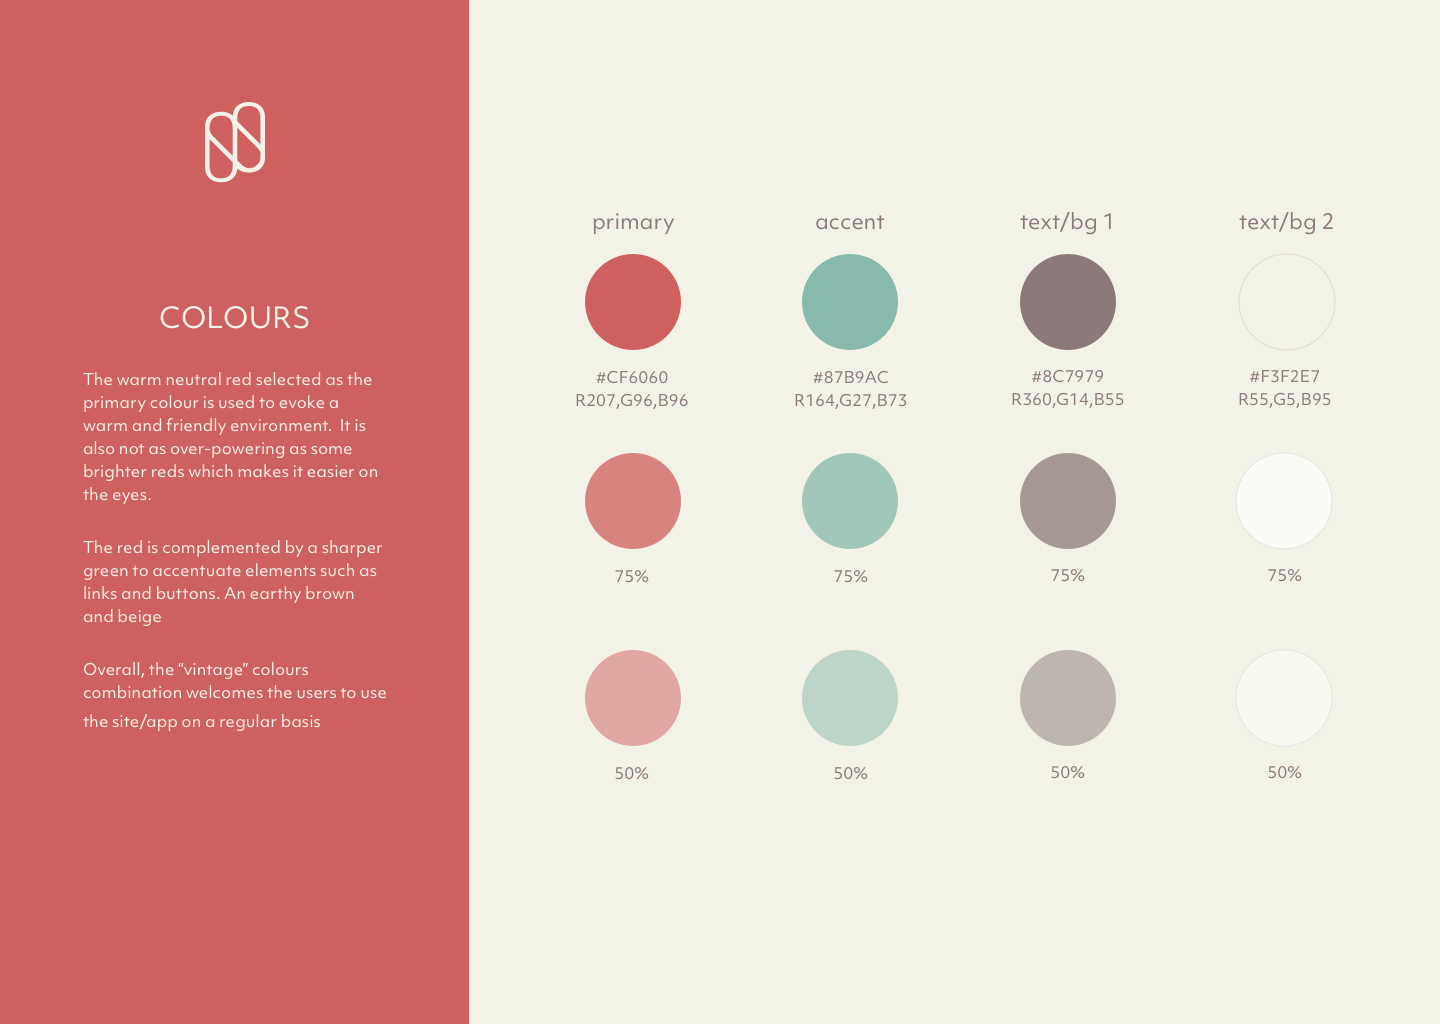 COLOURS
The warm neutral red selected as the
primary colour is used to evoke a
warm and friendly environment.  It is
also not as over-powering as some
brighter reds which makes it easier on
the eyes.
The red is complemented by a sharper
green to accentuate elements such as
links and buttons. An earthy brown
and beige
Overall, the “vintage” colours
combination welcomes the users to use
the site/app on a regular basis
primary
accent
text/bg 1
text/bg 2
#CF6060
#87B9AC
#8C7979
#F3F2E7
R207,G96,B96
R164,G27,B73
R360,G14,B55
R55,G5,B95
75%
75%
75%
75%
50%
50%
50%
50%